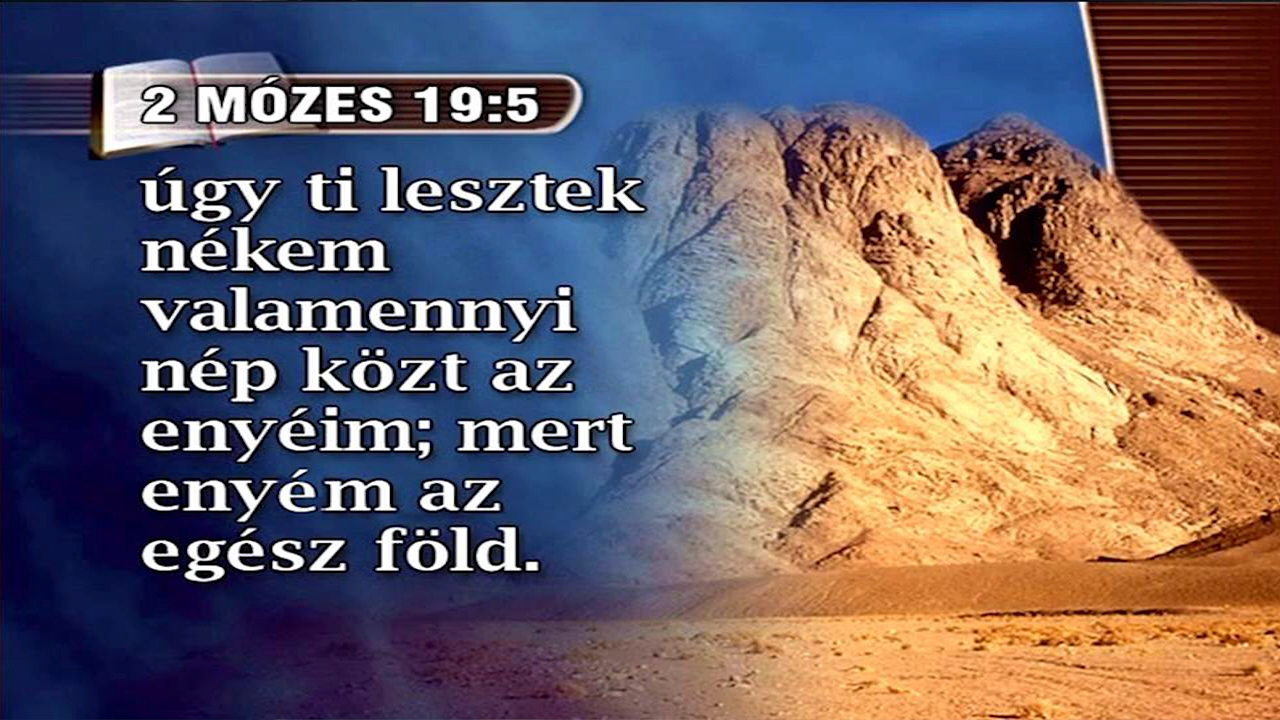 2 MÓZES 19:5
úgy ti lesztek
nékem
valamennyi
nép közt az
enyéim; mert
enyém az
egész föld.